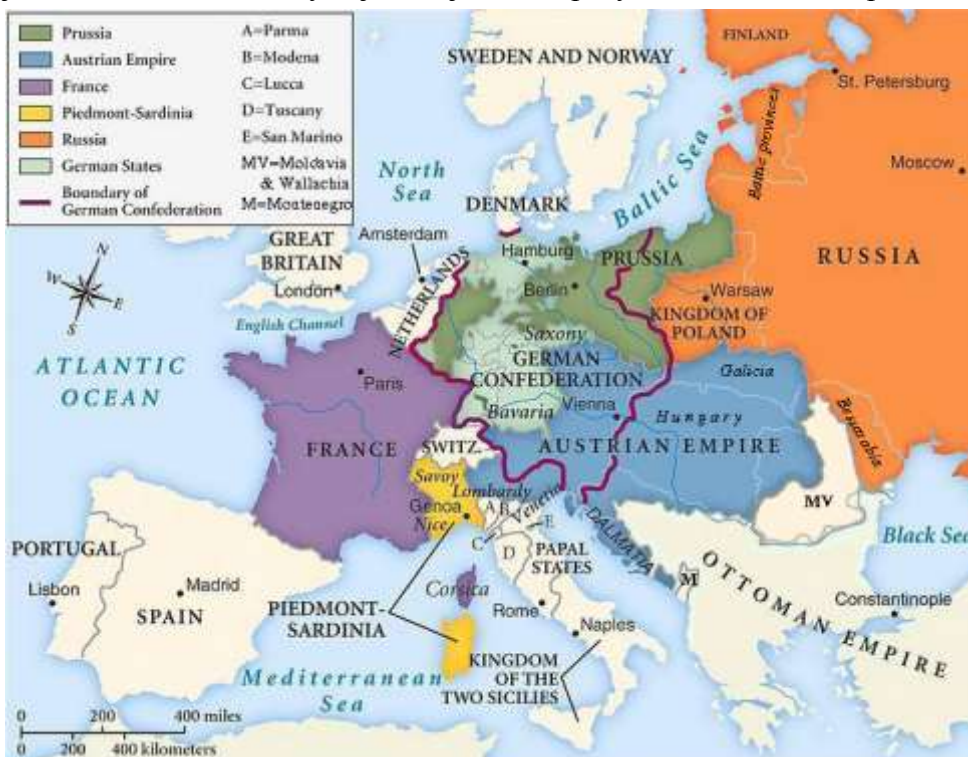 Prussia
Austrian Empire
France
Piedmont-Sardinia
Russia
German States
Boundary of
German Confederation
A=Parma
B=Modena
C=Lucca
D=Tuscany
E=San Marino
MV=Moldavia
& Wallachia
M=Montenegro
FINLAND
SWEDEN AND NORWAY
St. Petersburg
Baltic provinces
Moscow
North
Sea
Baltic Sea
DENMARK
Amsterdam
Hamburg
PRUSSIA
RUSSIA
GREAT
BRITAIN
London
NETHERLANDS
Berlin
Warsaw
KINGDOM OF
POLAND
N
W
E
S
English Channel
Saxony
GERMAN
CONFEDERATION
Galicia
ATLANTIC
OCEAN
Paris
Bavaria
Vienna
Hungary
Bessarabia
FRANCE
SWITZ.
AUSTRIAN EMPIRE
Savoy
Lombardy
Venetia
MV
Genoa
Nice
A
B
E
C
D
DALMATIA
Black Sea
PORTUGAL
PAPAL
STATES
M
OTTOMAN EMPIRE
Lisbon
Madrid
Corsica
Constantinople
SPAIN
PIEDMONT-
SARDINIA
Rome
Naples
Mediterranean
Sea
KINGDOM
OF THE
TWO SICILIES
0 200 400 miles
0 200 400 kilometers